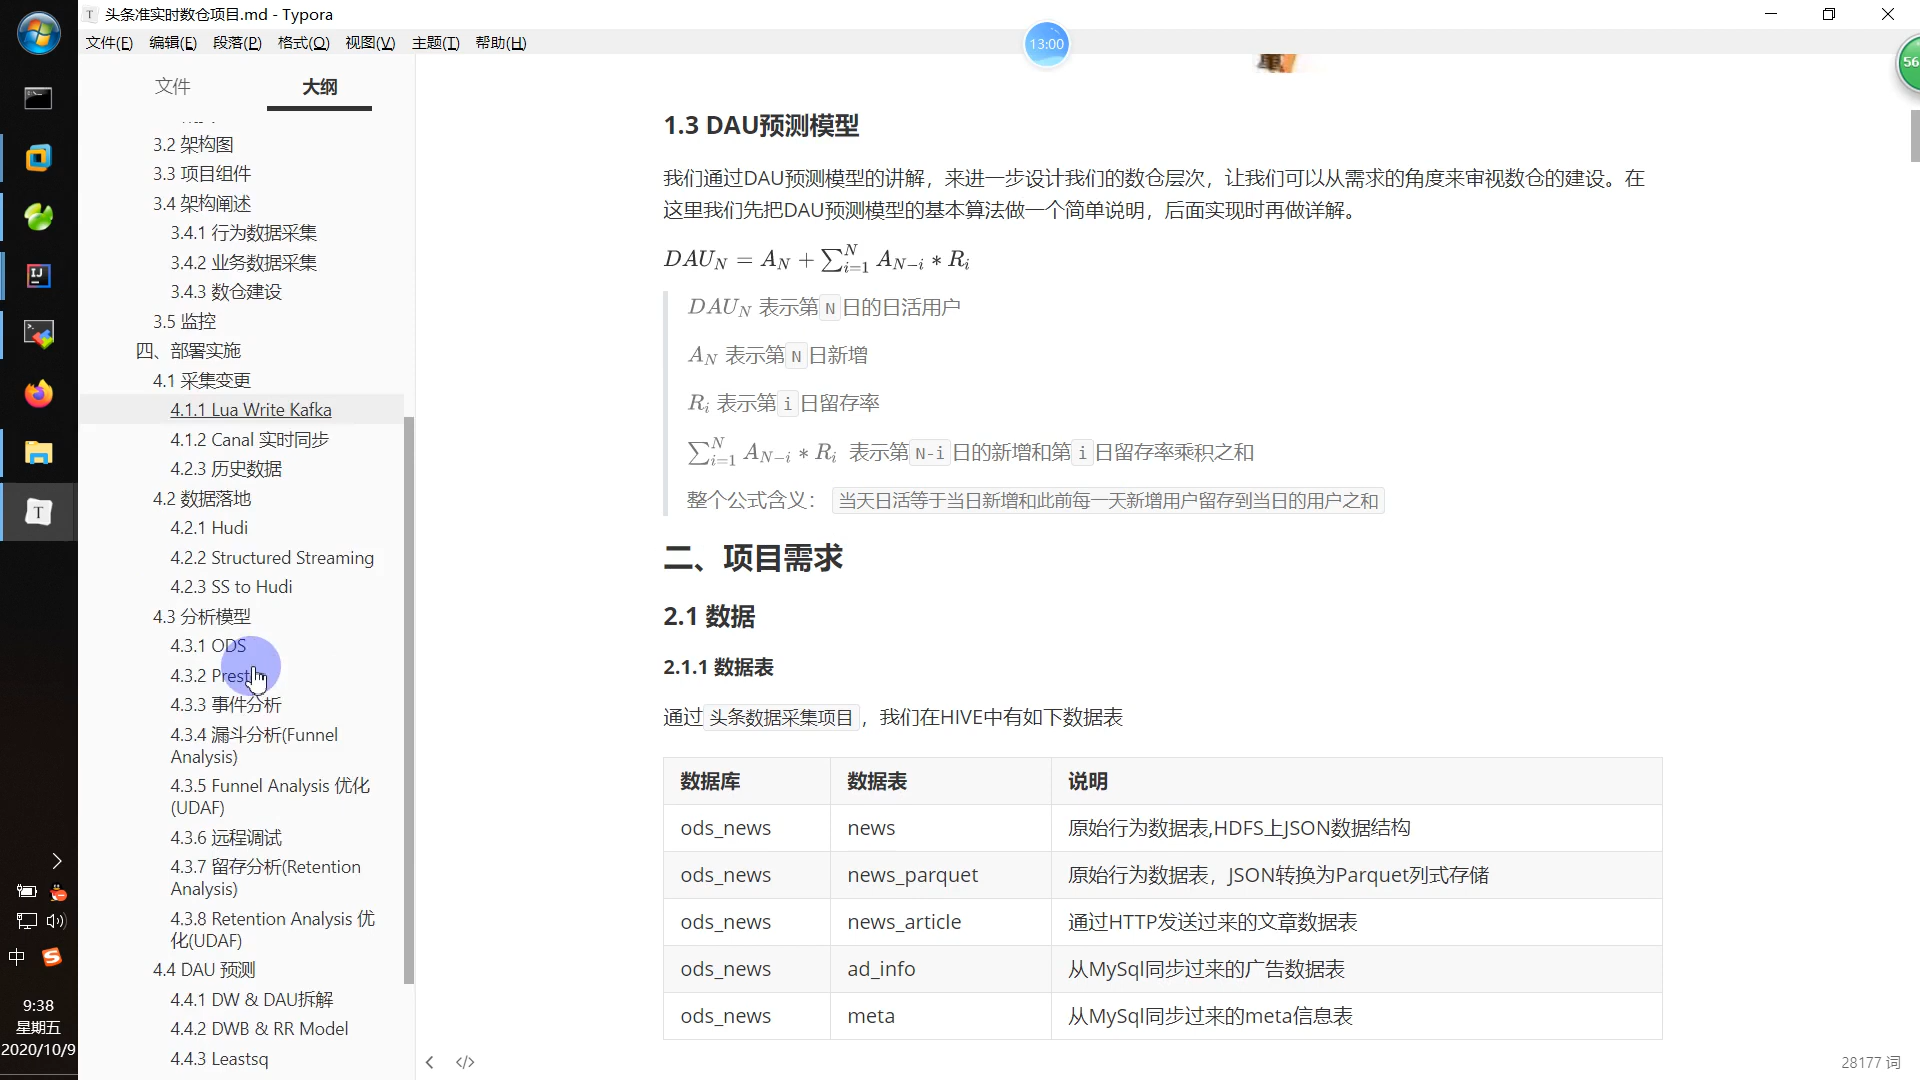 头条准实时数仓项目.md - Typora
文件(F) 编辑(E) 段落(P) 格式(O) 视图(V) 主题(T) 帮助(H)
13:00
56
文件 大纲
3.2 架构图
3.3 项目组件
3.4 架构阐述
3.4.1 行为数据采集
3.4.2 业务数据采集
3.4.3 数仓建设
3.5 监控
四、部署实施
4.1 采集变更
4.1.1 Lua Write Kafka
4.1.2 Canal 实时同步
4.2.3 历史数据
4.2 数据落地
4.2.1 Hudi
4.2.2 Structured Streaming
4.2.3 SS to Hudi
4.3 分析模型
4.3.1 ODS
4.3.2
4.3.3 事件分析
4.3.4 漏斗分析(Funnel
Analysis)
4.3.5 Funnel Analysis 优化
(UDAF)
4.3.6 远程调试
4.3.7 留存分析(Retention
Analysis)
4.3.8 Retention Analysis 优
化(UDAF)
4.4 DAU 预测
4.4.1 DW & DAU拆解
4.4.2 DWB & RR Model
4.4.3 Leastsq
1.3 DAU预测模型
我们通过DAU预测模型的讲解，来进一步设计我们的数仓层次，让我们可以从需求的角度来审视数仓的建设。在
这里我们先把DAU预测模型的基本算法做一个简单说明，后面实现时再做详解。
DAU_N = A_N + ∑_{i=1}^{N} A_{N−i} ∗ R_i
DAU_N 表示第 N 日的日活用户
A_N 表示第 N 日新增
R_i 表示第 i 日留存率
∑_{i=1}^{N} A_{N−i} ∗ R_i 表示第 N-i 日的新增和第 i 日留存率乘积之和
整个公式含义： 当天日活等于当日新增和此前每一天新增用户留存到当日的用户之和
二、项目需求
2.1 数据
2.1.1 数据表
通过 头条数据采集项目 ，我们在HIVE中有如下数据表
数据库 数据表 说明
ods_news news 原始行为数据表,HDFS上JSON数据结构
ods_news news_parquet 原始行为数据表，JSON转换为Parquet列式存储
ods_news news_article 通过HTTP发送过来的文章数据表
ods_news ad_info 从MySql同步过来的广告数据表
ods_news meta 从MySql同步过来的meta信息表
28177 词
中
9:38
星期五
2020/10/9